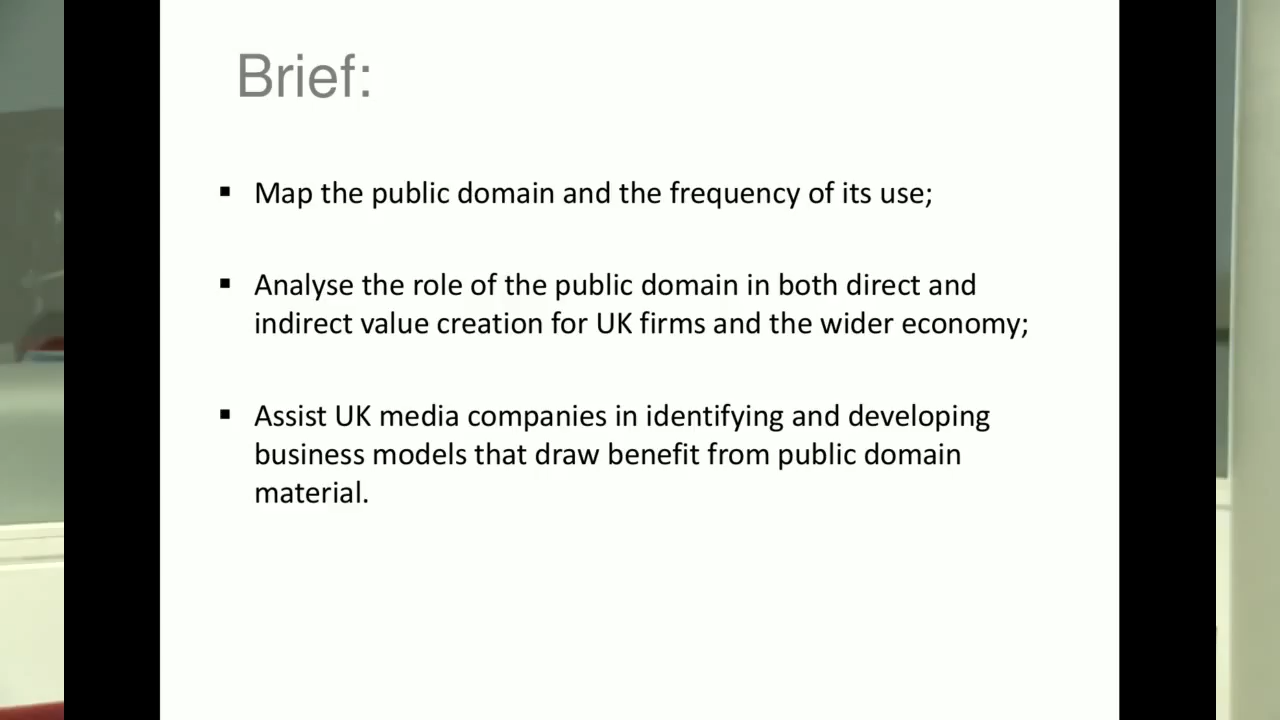 Brief:
▪ Map the public domain and the frequency of its use;
▪ Analyse the role of the public domain in both direct and
indirect value creation for UK firms and the wider economy;
▪ Assist UK media companies in identifying and developing
business models that draw benefit from public domain
material.